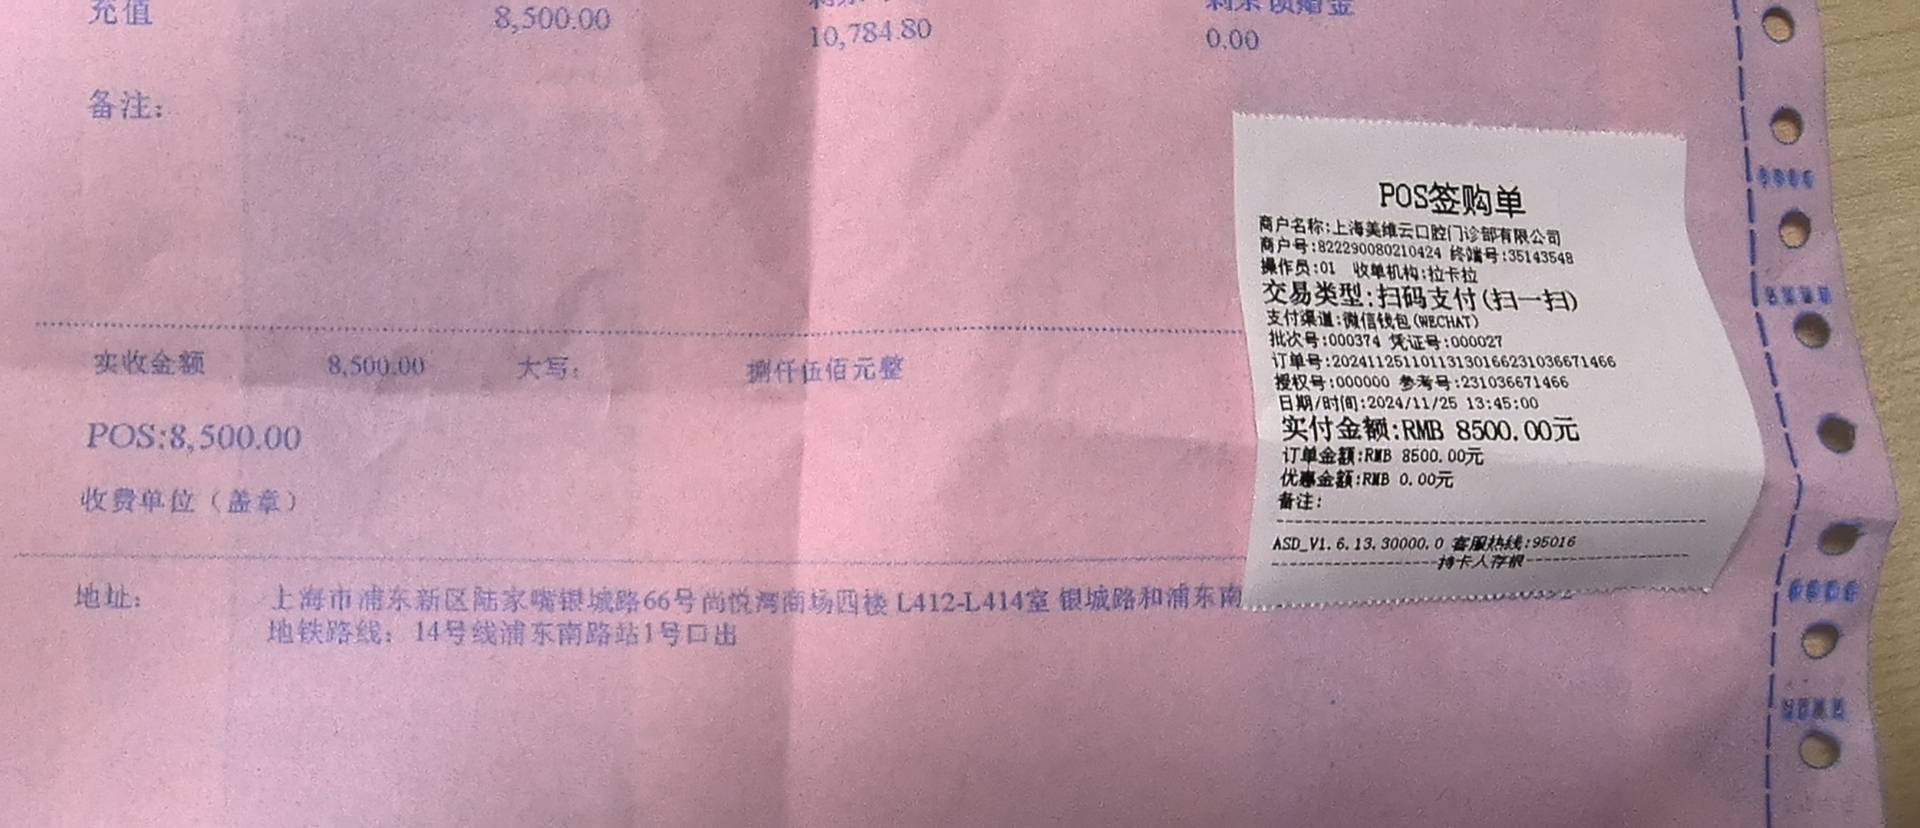 充值 8,500.00 10,784.80 0.00
备注:
实收金额 8,500.00 大写: 捌仟伍佰元整
POS:8,500.00
收费单位（盖章）
地址: 上海市浦东新区陆家嘴银城路66号尚悦湾商场四楼 L412-L414室 银城路和浦东南
地铁路线: 14号线浦东南路站1号口出
POS签购单
商户名称:上海美维云口腔门诊部有限公司
商户号:822290080210424 终端号:35143548
操作员:01 收单机构:拉卡拉
交易类型:扫码支付(扫一扫)
支付渠道:微信钱包(WECHAT)
批次号:000374 凭证号:000027
订单号:20241125110113130166231036671466
授权号:000000 参考号:231036671466
日期/时间:2024/11/25 13:45:00
实付金额:RMB 8500.00元
订单金额:RMB 8500.00元
优惠金额:RMB 0.00元
备注:
ASD_V1.6.13.30000.0 客服热线:95016
持卡人存根